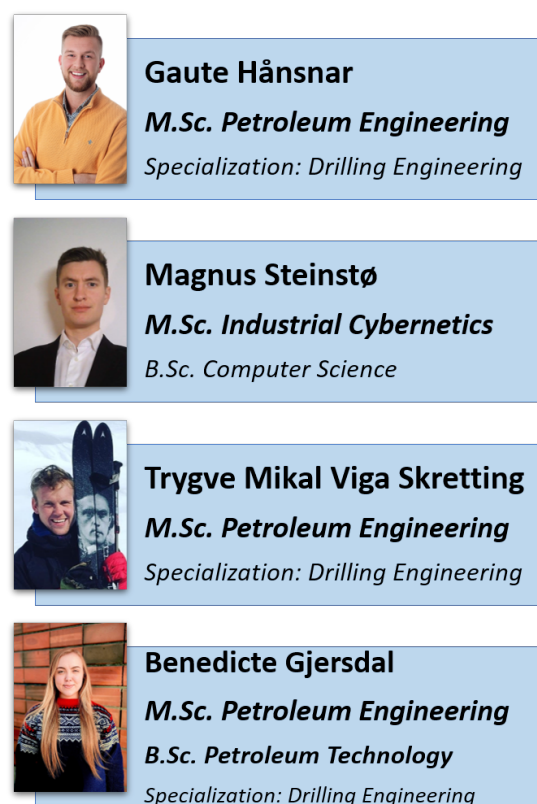 Gaute Hånsnar
M.Sc. Petroleum Engineering
Specialization: Drilling Engineering
Magnus Steinstø
M.Sc. Industrial Cybernetics
B.Sc. Computer Science
Trygve Mikal Viga Skretting
M.Sc. Petroleum Engineering
Specialization: Drilling Engineering
Benedicte Gjersdal
M.Sc. Petroleum Engineering
B.Sc. Petroleum Technology
Specialization: Drilling Engineering